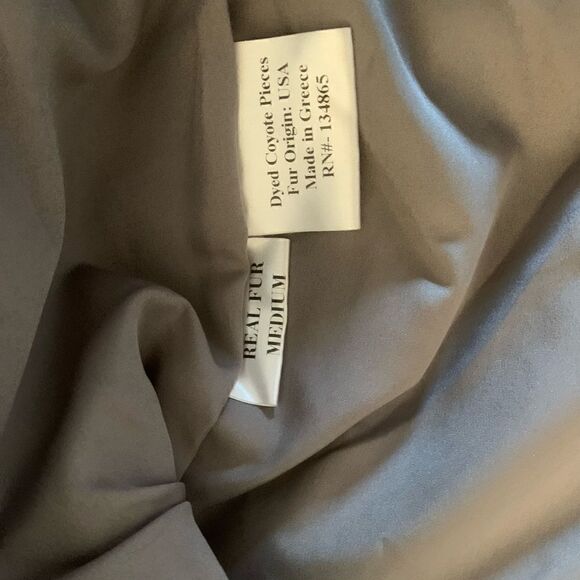 Dyed Coyote Pieces
Fur Origin: USA
Made in Greece
RN#- 134865
REAL FUR
MEDIUM